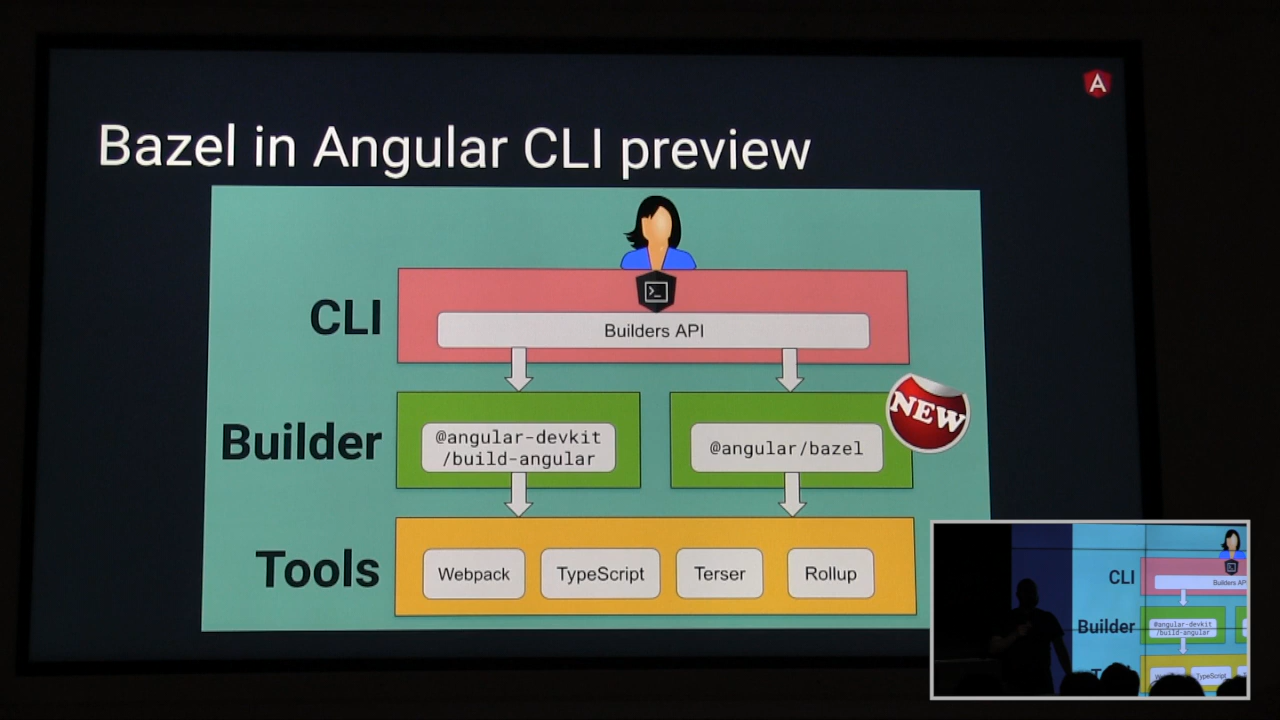 A
Bazel in Angular CLI preview
CLI
Builders API
NEW
Builder
@angular-devkit
/build-angular
@angular/bazel
Tools
Webpack
TypeScript
Terser
Rollup
CLI
Builders AP
Builder
@angular-devkit
/build-angular
TypeScript